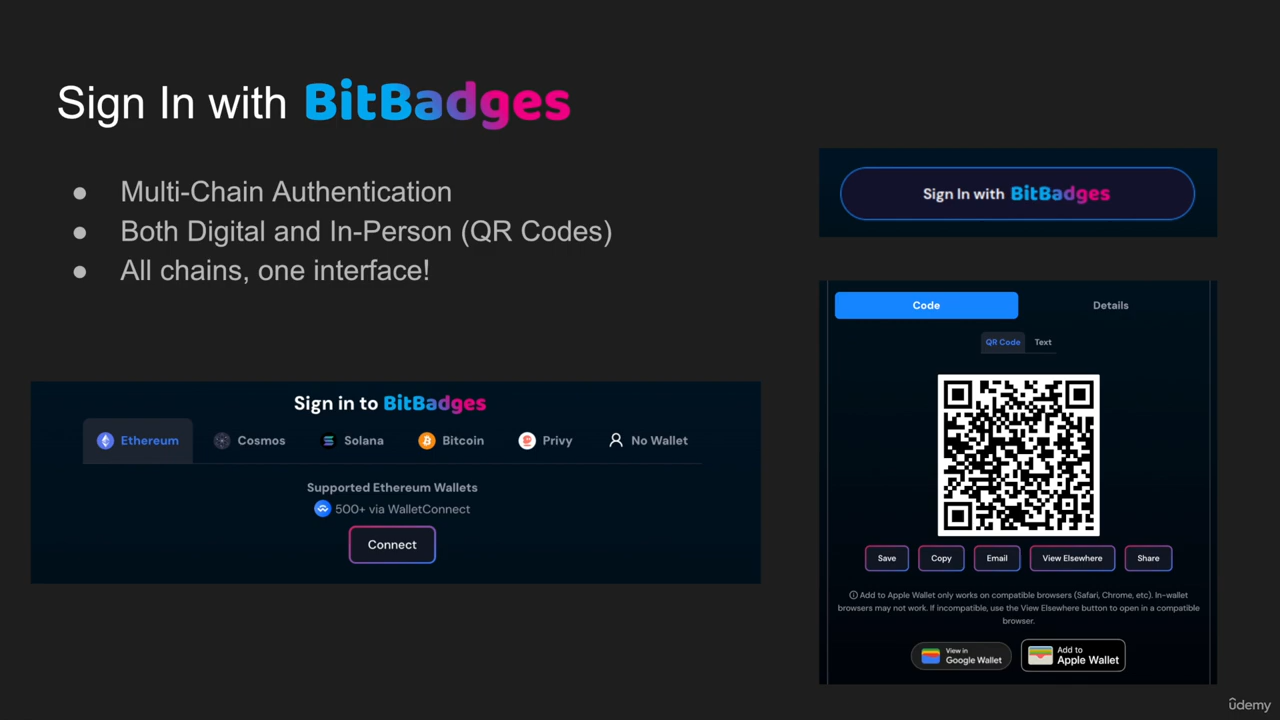 Sign In with BitBadges
● Multi-Chain Authentication
● Both Digital and In-Person (QR Codes)
● All chains, one interface!
Sign In with BitBadges
Code Details
QR Code Text
Save Copy Email View Elsewhere Share
Add to Apple Wallet only works on compatible browsers (Safari, Chrome, etc). In-wallet
browsers may not work. If incompatible, use the View Elsewhere button to open in a compatible
browser.
View in
Google Wallet
Add to
Apple Wallet
Sign in to BitBadges
Ethereum Cosmos Solana Bitcoin Privy No Wallet
Supported Ethereum Wallets
500+ via WalletConnect
Connect
ûdemy